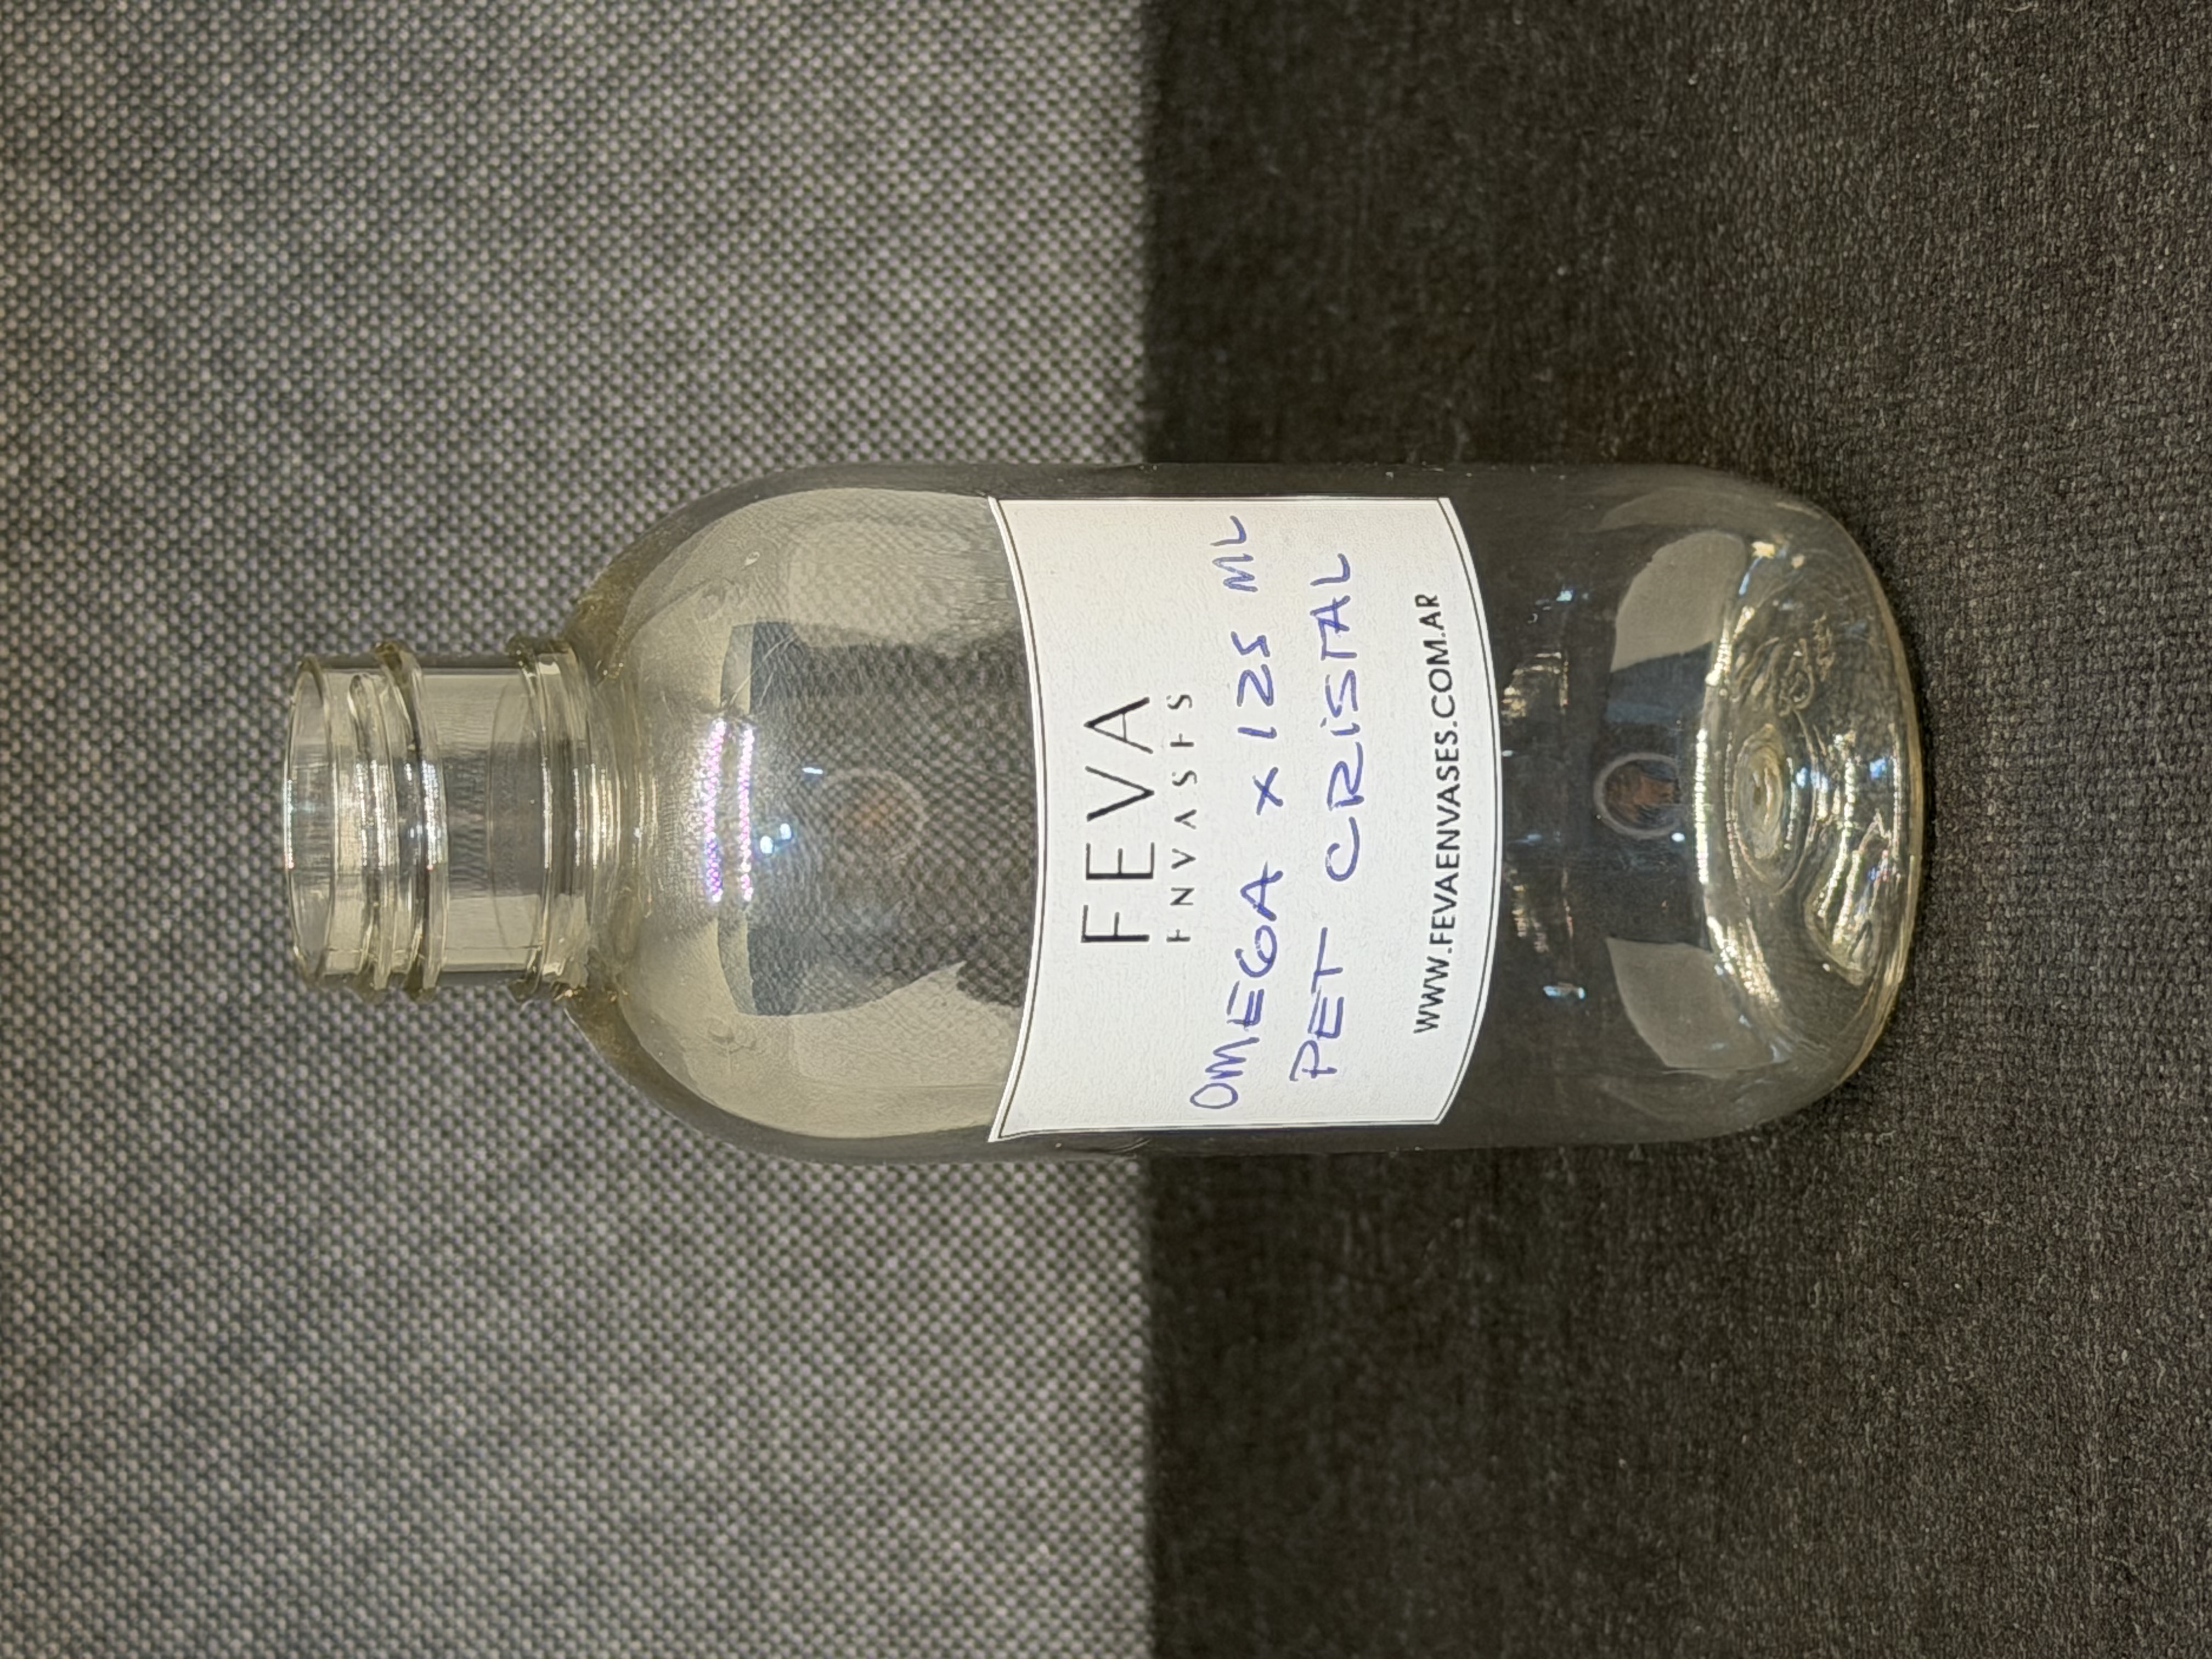 FEVA
ENVASES
OMEGA x 125 ML
PET CRISTAL
WWW.FEVAENVASES.COM.AR